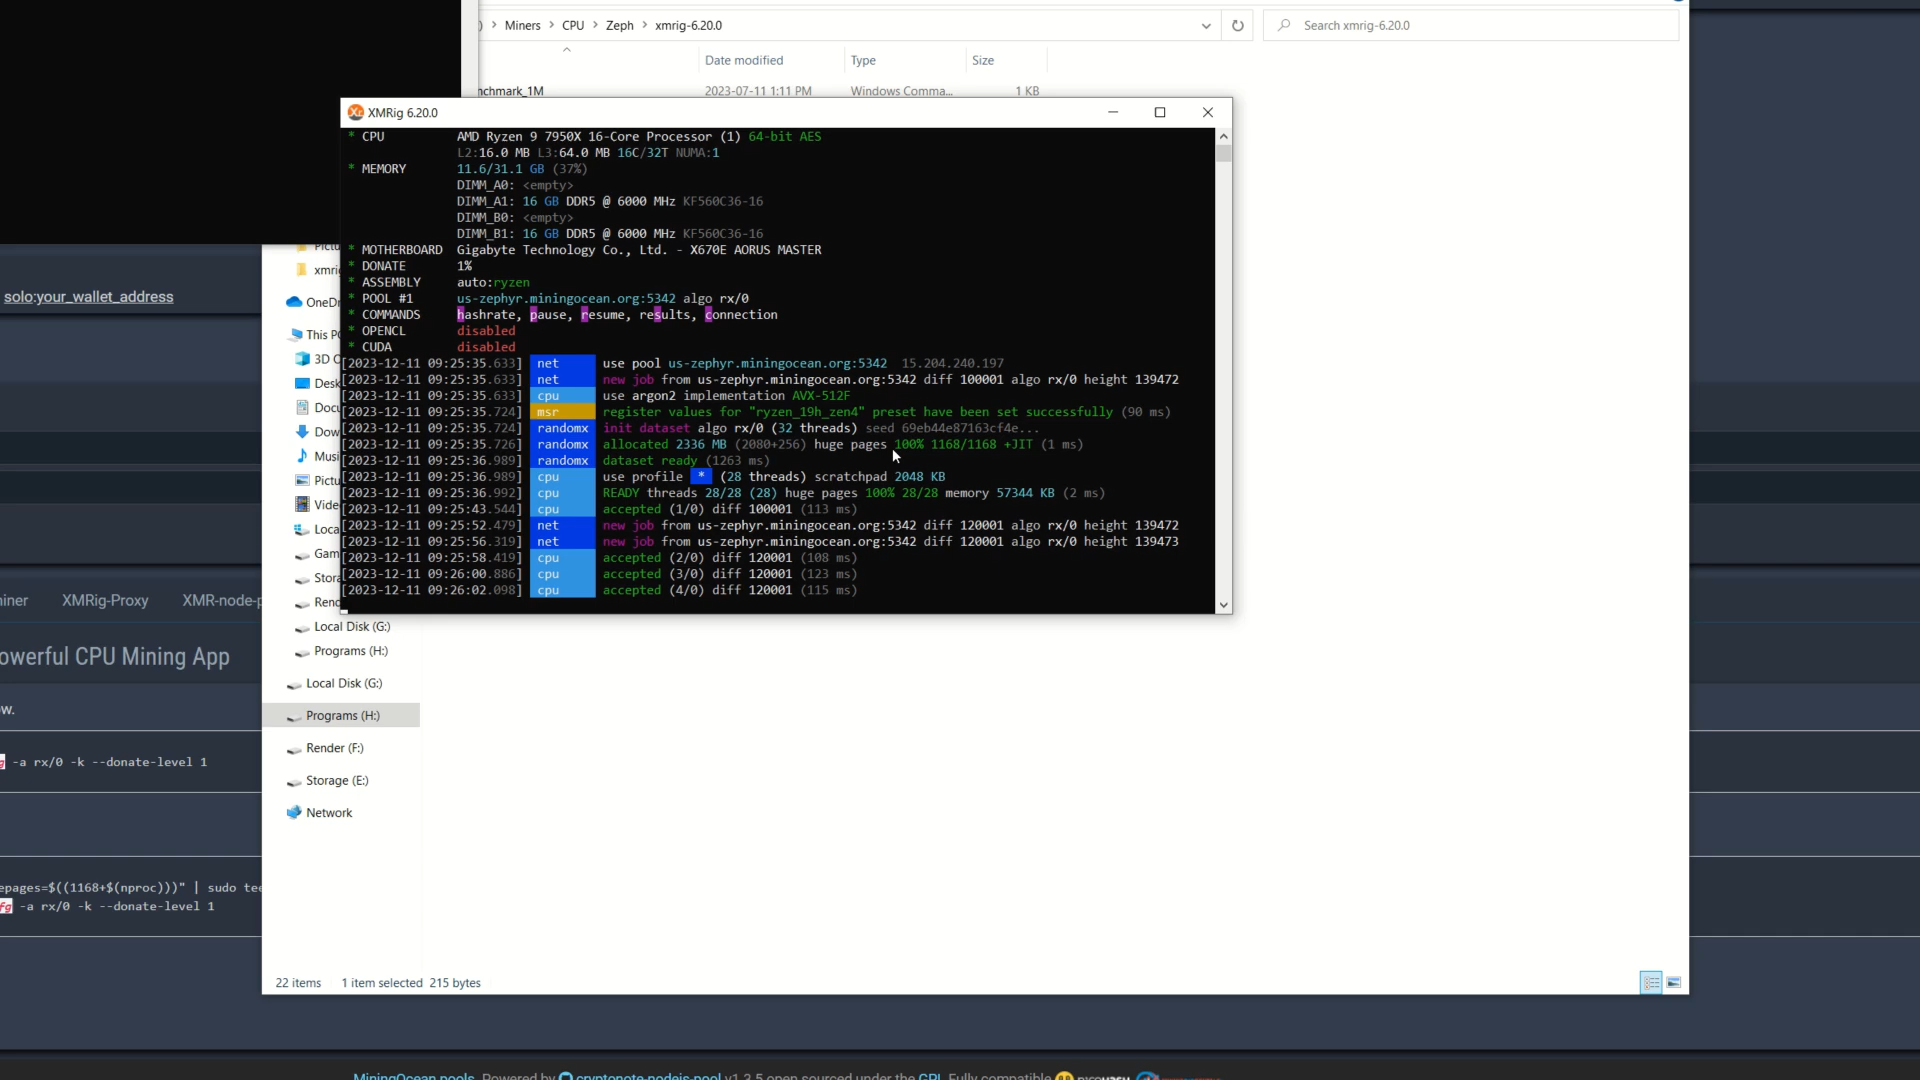 Miners > CPU > Zeph > xmrig-6.20.0
Search xmrig-6.20.0
Date modified Type Size
nchmark_1M 2023-07-11 1:11 PM Windows Comma... 1 KB
XMRig 6.20.0
* CPU AMD Ryzen 9 7950X 16-Core Processor (1) 64-bit AES
L2:16.0 MB L3:64.0 MB 16C/32T NUMA:1
* MEMORY 11.6/31.1 GB (37%)
DIMM_A0: <empty>
DIMM_A1: 16 GB DDR5 @ 6000 MHz KF560C36-16
DIMM_B0: <empty>
DIMM_B1: 16 GB DDR5 @ 6000 MHz KF560C36-16
* MOTHERBOARD Gigabyte Technology Co., Ltd. - X670E AORUS MASTER
* DONATE 1%
* ASSEMBLY auto:ryzen
* POOL #1 us-zephyr.miningocean.org:5342 algo rx/0
* COMMANDS hashrate, pause, resume, results, connection
* OPENCL disabled
* CUDA disabled
[2023-12-11 09:25:35.633] net use pool us-zephyr.miningocean.org:5342 15.204.240.197
[2023-12-11 09:25:35.633] net new job from us-zephyr.miningocean.org:5342 diff 100001 algo rx/0 height 139472
[2023-12-11 09:25:35.633] cpu use argon2 implementation AVX-512F
[2023-12-11 09:25:35.724] msr register values for "ryzen_19h_zen4" preset have been set successfully (90 ms)
[2023-12-11 09:25:35.724] randomx init dataset algo rx/0 (32 threads) seed 69eb44e87163cf4e...
[2023-12-11 09:25:35.726] randomx allocated 2336 MB (2080+256) huge pages 100% 1168/1168 +JIT (1 ms)
[2023-12-11 09:25:36.989] randomx dataset ready (1263 ms)
[2023-12-11 09:25:36.989] cpu use profile * (28 threads) scratchpad 2048 KB
[2023-12-11 09:25:36.992] cpu READY threads 28/28 (28) huge pages 100% 28/28 memory 57344 KB (2 ms)
[2023-12-11 09:25:43.544] cpu accepted (1/0) diff 100001 (113 ms)
[2023-12-11 09:25:52.479] net new job from us-zephyr.miningocean.org:5342 diff 120001 algo rx/0 height 139472
[2023-12-11 09:25:56.319] net new job from us-zephyr.miningocean.org:5342 diff 120001 algo rx/0 height 139473
[2023-12-11 09:25:58.419] cpu accepted (2/0) diff 120001 (108 ms)
[2023-12-11 09:26:00.886] cpu accepted (3/0) diff 120001 (123 ms)
[2023-12-11 09:26:02.098] cpu accepted (4/0) diff 120001 (115 ms)
Pictu
xmri
OneDr
This P
3D O
Desk
Docu
Dow
Musi
Pictu
Vide
Loca
Gam
Stora
Rend
Local Disk (G:)
Programs (H:)
Local Disk (G:)
Programs (H:)
Render (F:)
Storage (E:)
Network
22 items 1 item selected 215 bytes
solo:your_wallet_address
iner XMRig-Proxy XMR-node-p
owerful CPU Mining App
w.
g -a rx/0 -k --donate-level 1
epages=$((1168+$(nproc)))" | sudo tee
fg -a rx/0 -k --donate-level 1
MiningOcean pools Powered by cryptonote-nodejs-pool v1.3.5 open sourced under the GPL Fully compatible